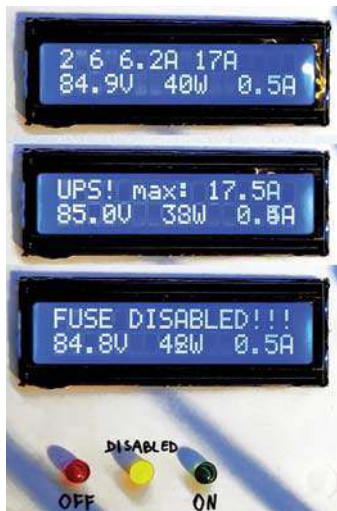 2 6 6.2A 17A
84.9V 40W 0.5A
UPS! max: 17.5A
85.0V 38W
FUSE DISABLED!!!
84.8V 0.5A
DISABLED
OFF ON